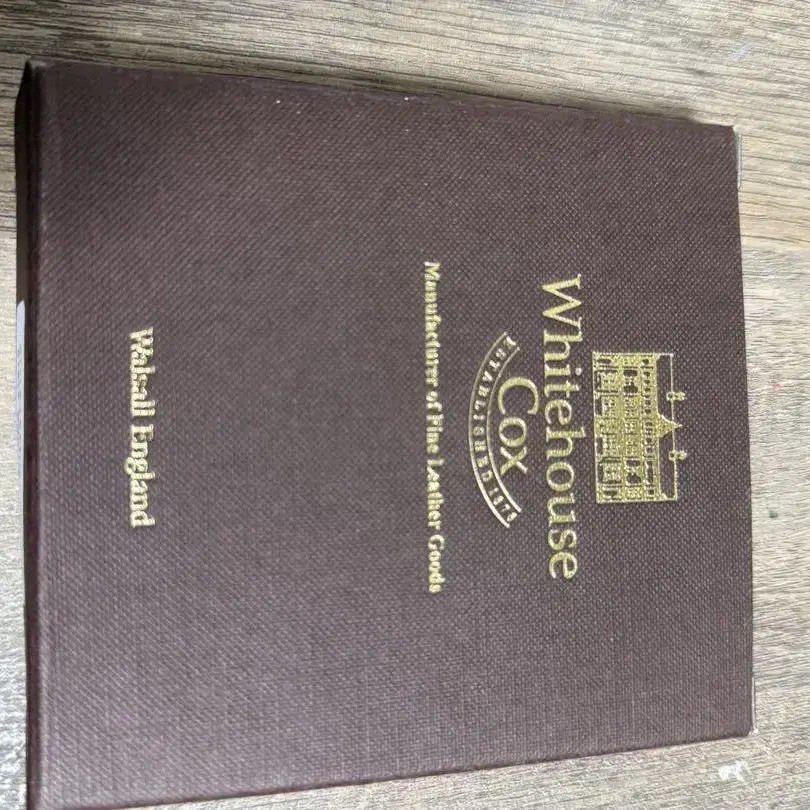 Whitehouse
Cox
ESTABLISHED 1875
Manufacturer of Fine Leather Goods
Walsall England